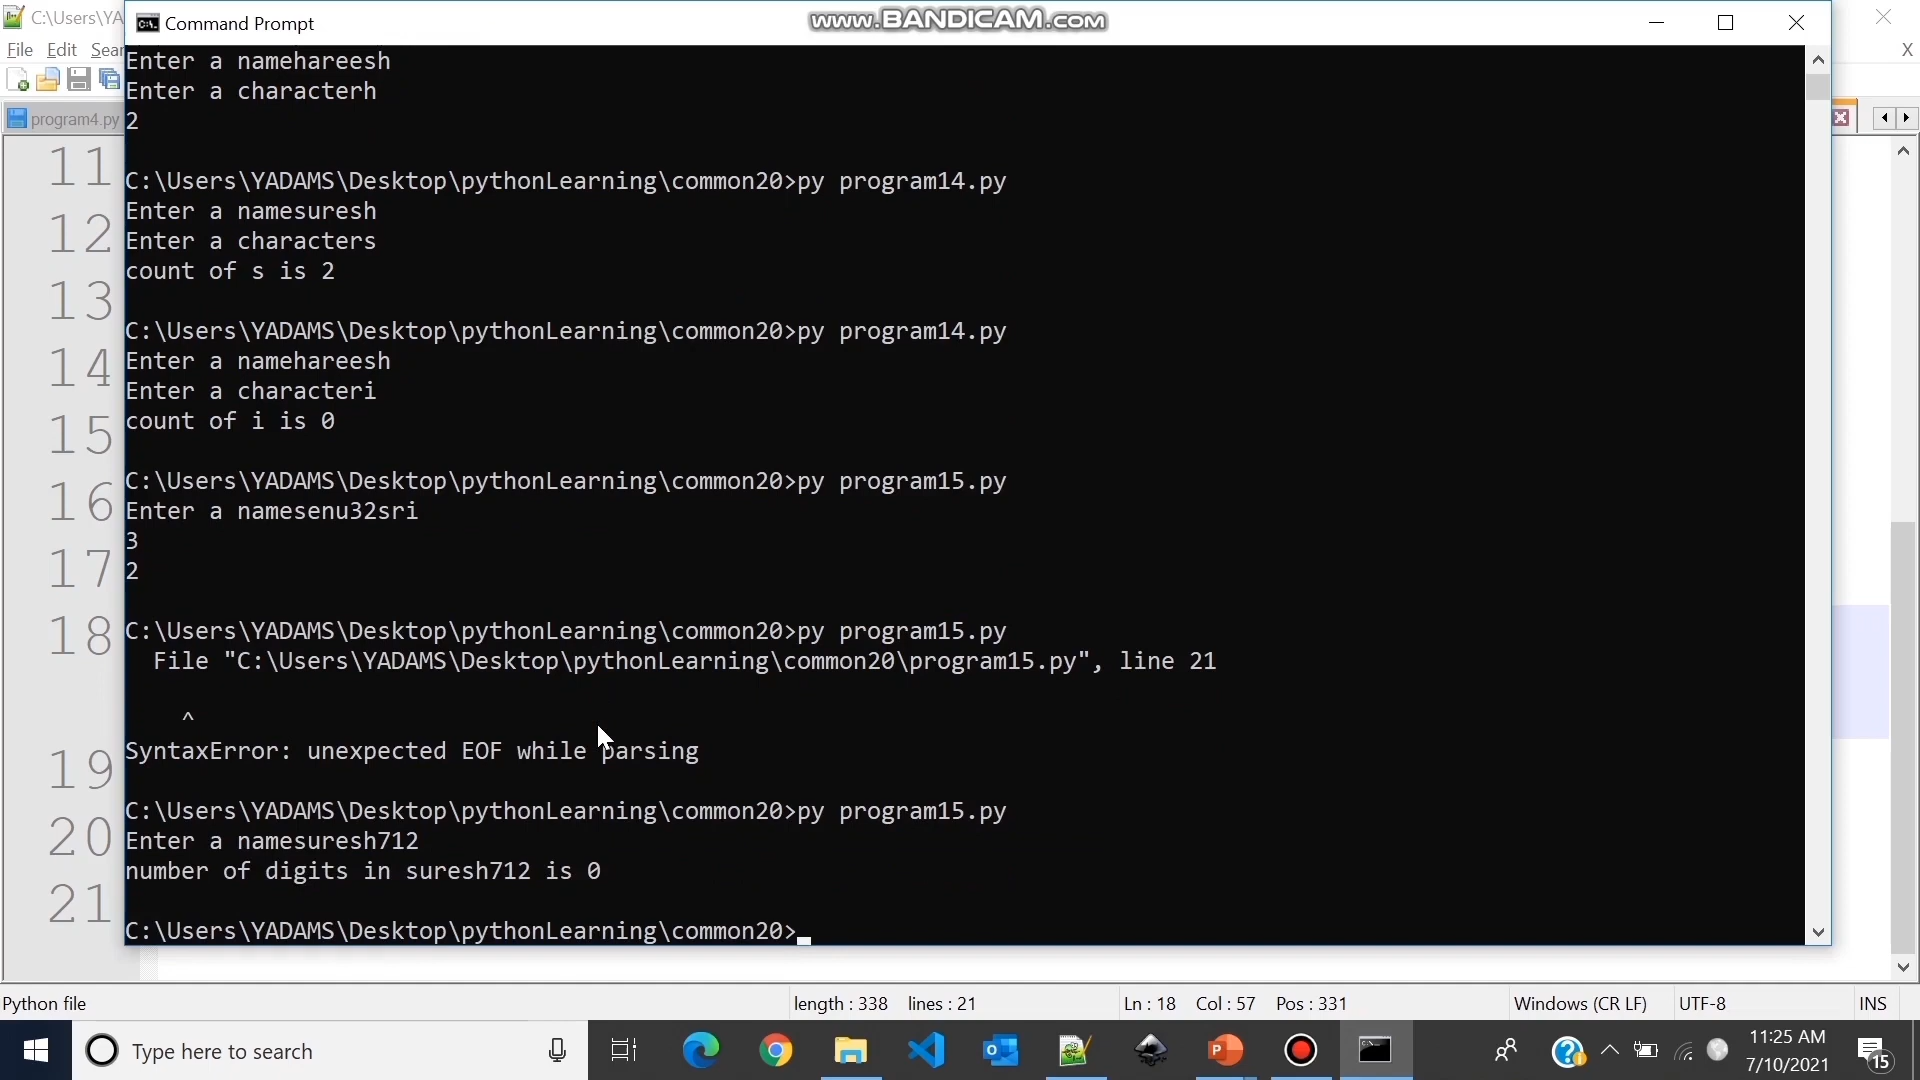 C:\Users\YA
Command Prompt
www.BANDICAM.com
File Edit Sear
X
program4.py
11
12
13
14
15
16
17
18
19
20
21
Enter a namehareesh
Enter a characterh
2
C:\Users\YADAMS\Desktop\pythonLearning\common20>py program14.py
Enter a namesuresh
Enter a characters
count of s is 2
C:\Users\YADAMS\Desktop\pythonLearning\common20>py program14.py
Enter a namehareesh
Enter a characteri
count of i is 0
C:\Users\YADAMS\Desktop\pythonLearning\common20>py program15.py
Enter a namesenu32sri
3
2
C:\Users\YADAMS\Desktop\pythonLearning\common20>py program15.py
File "C:\Users\YADAMS\Desktop\pythonLearning\common20\program15.py", line 21
^
SyntaxError: unexpected EOF while parsing
C:\Users\YADAMS\Desktop\pythonLearning\common20>py program15.py
Enter a namesuresh712
number of digits in suresh712 is 0
C:\Users\YADAMS\Desktop\pythonLearning\common20>
Python file length : 338 lines : 21 Ln : 18 Col : 57 Pos : 331 Windows (CR LF) UTF-8 INS
Type here to search
11:25 AM
7/10/2021
15